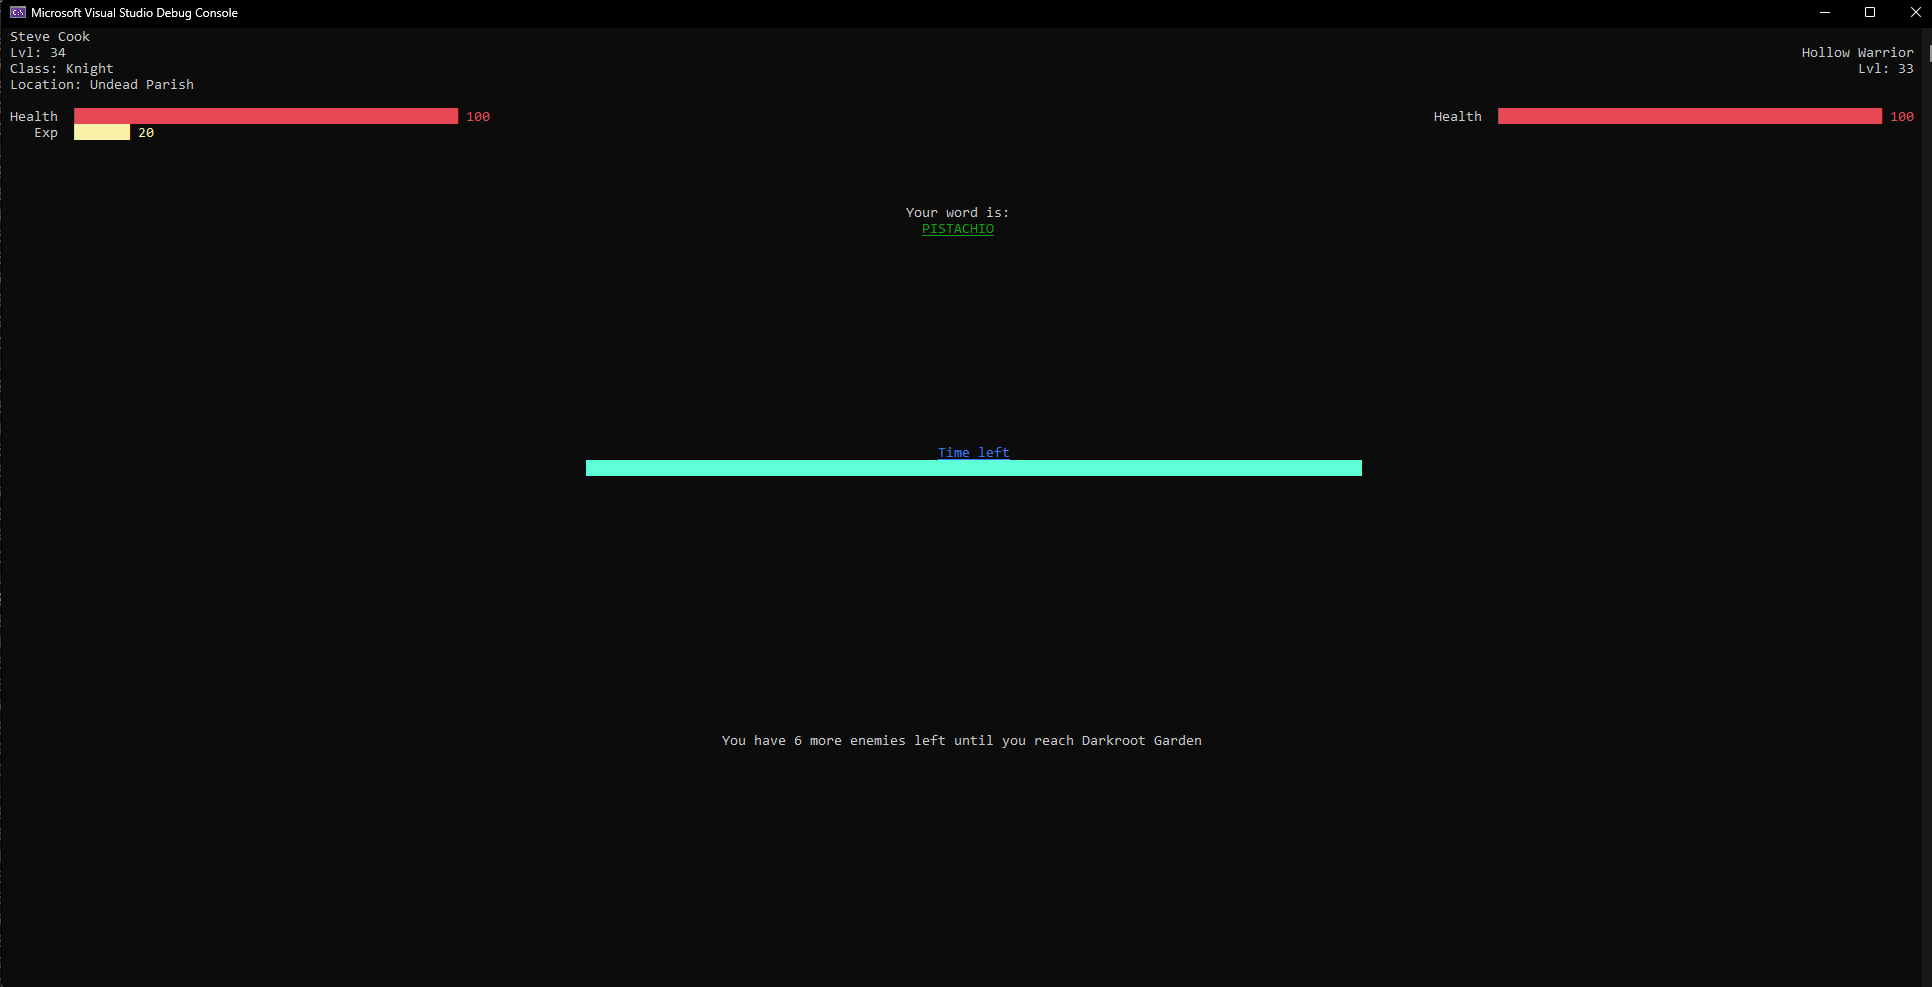 Microsoft Visual Studio Debug Console
Steve Cook
Lvl: 34
Class: Knight
Location: Undead Parish
Hollow Warrior
Lvl: 33
Health 100
Exp 20
Health 100
Your word is:
PISTACHIO
Time left
You have 6 more enemies left until you reach Darkroot Garden